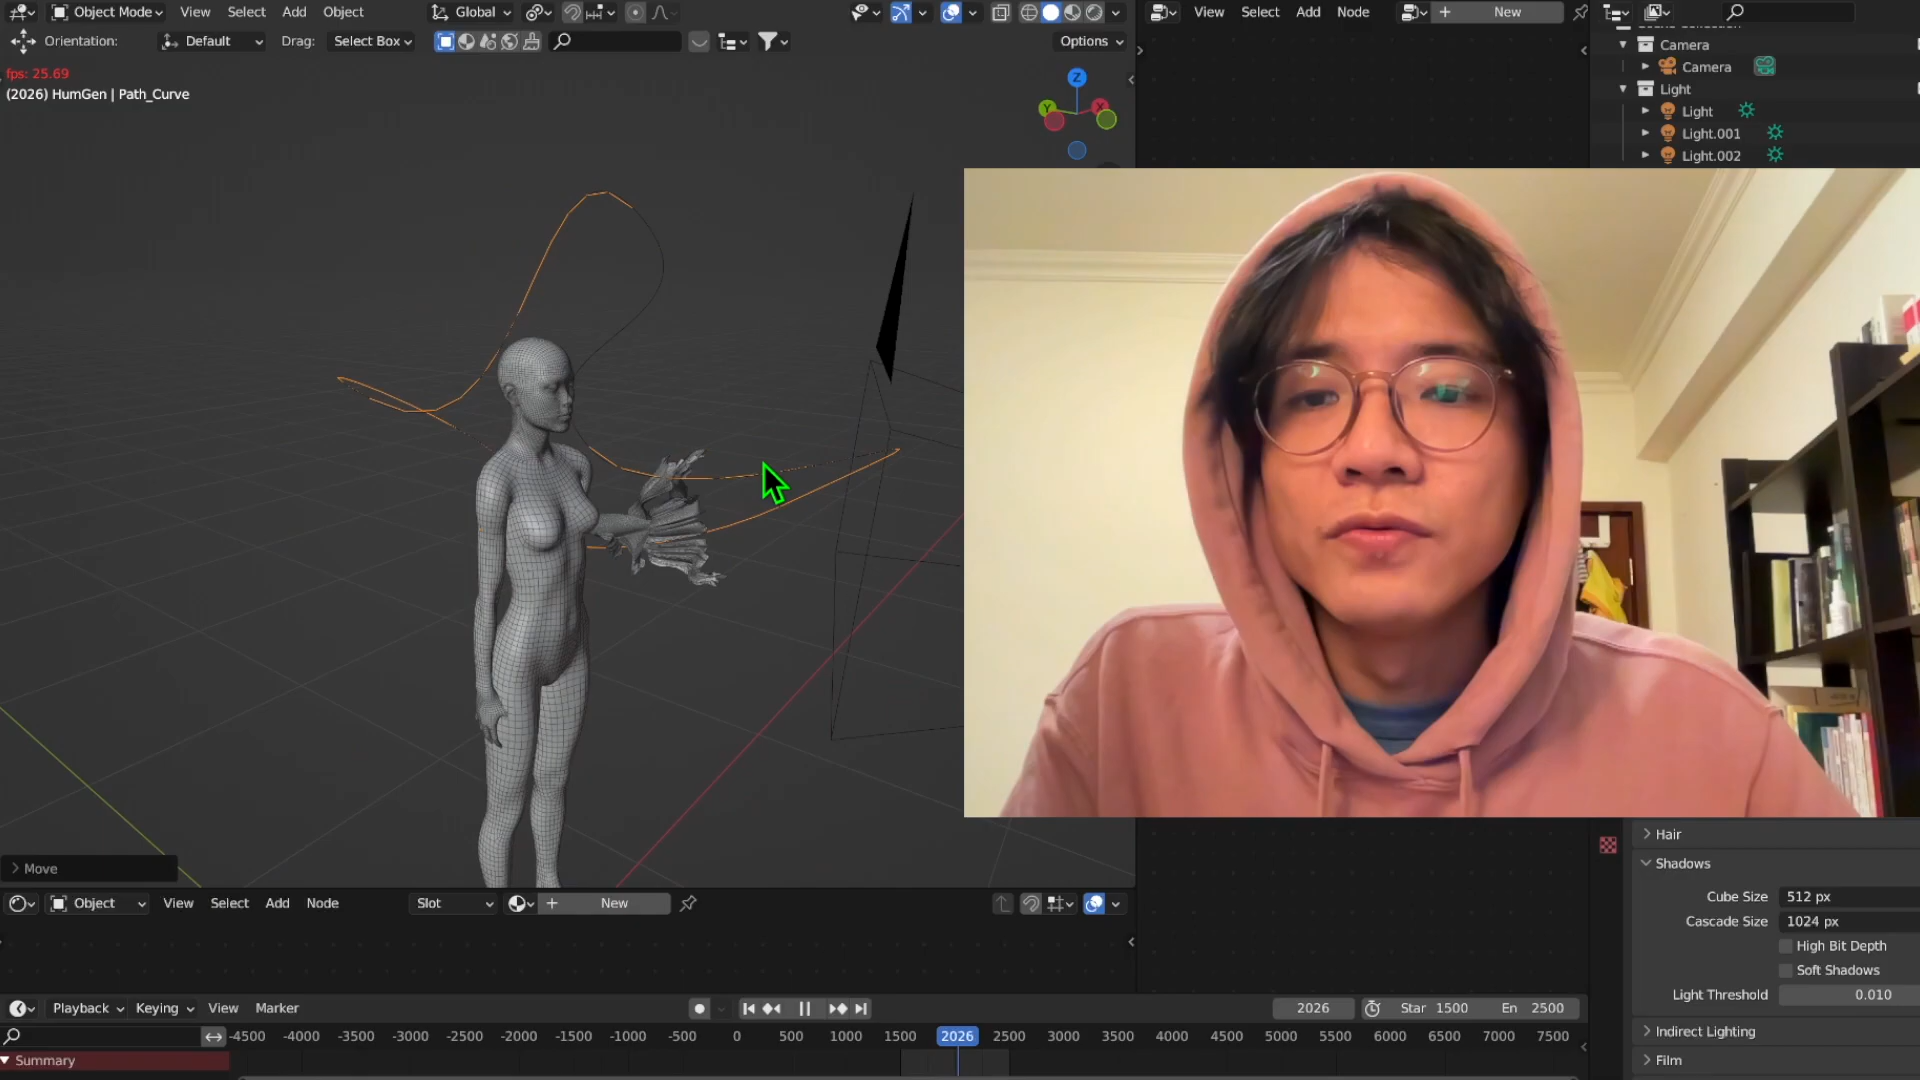 Object Mode View Select Add Object Global
View Select Add Node New
Orientation: Default Drag: Select Box Options
fps: 25.69
(2026) HumGen | Path_Curve
Z
Y
X
Camera
Camera
Light
Light
Light.001
Light.002
Move
Hair
Shadows
Cube Size 512 px
Cascade Size 1024 px
High Bit Depth
Soft Shadows
Light Threshold 0.010
Indirect Lighting
Film
Object View Select Add Node Slot New
Playback Keying View Marker 2026 Star 1500 En 2500
-4500 -4000 -3500 -3000 -2500 -2000 -1500 -1000 -500 0 500 1000 1500 2026 2500 3000 3500 4000 4500 5000 5500 6000 6500 7000 7500
Summary